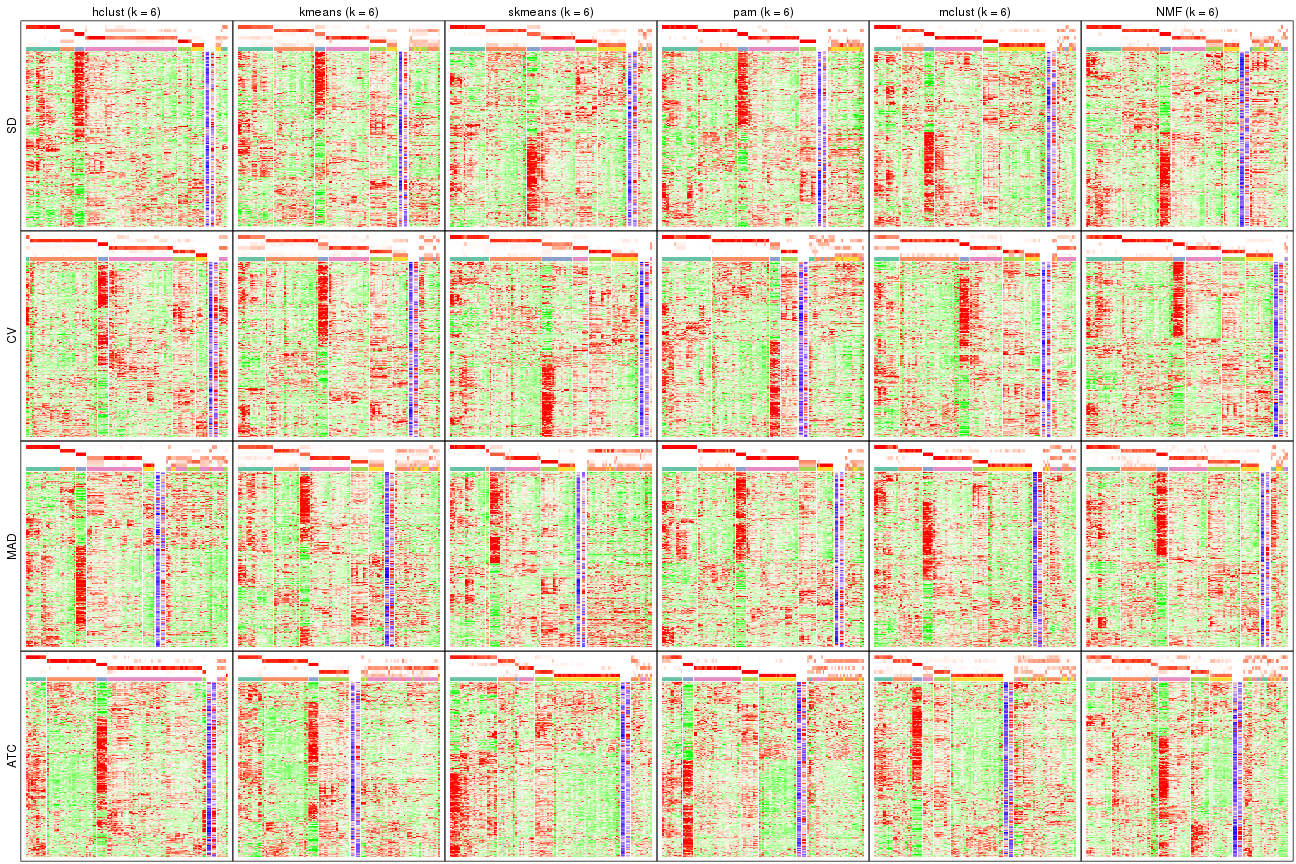 hclust (k = 6) kmeans (k = 6) skmeans (k = 6) pam (k = 6) mclust (k = 6) NMF (k = 6)
SD
CV
MAD
ATC